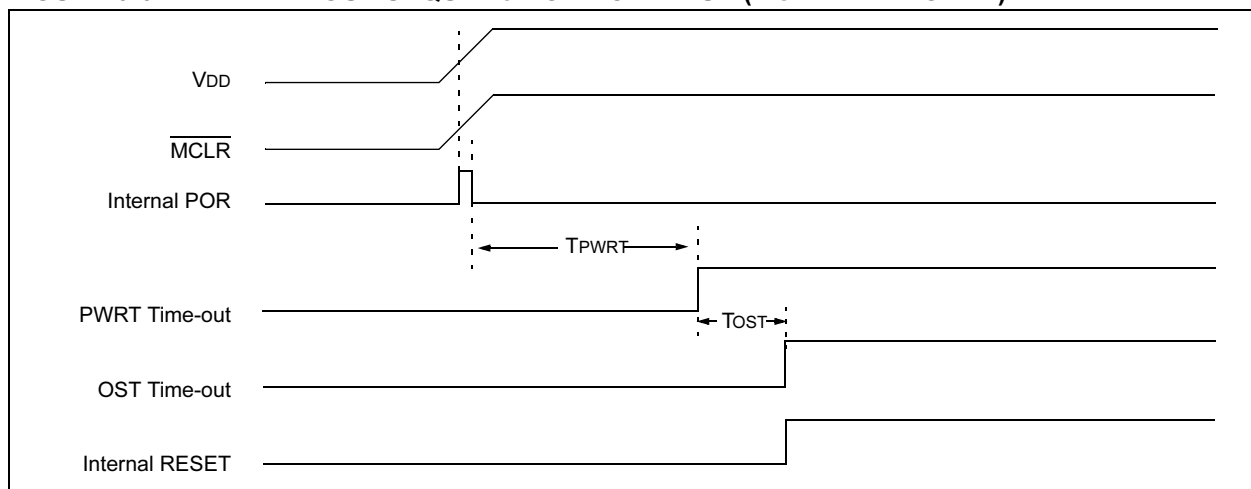 VDD
MCLR
Internal POR
TPWRT
PWRT Time-out
TOST
OST Time-out
Internal RESET